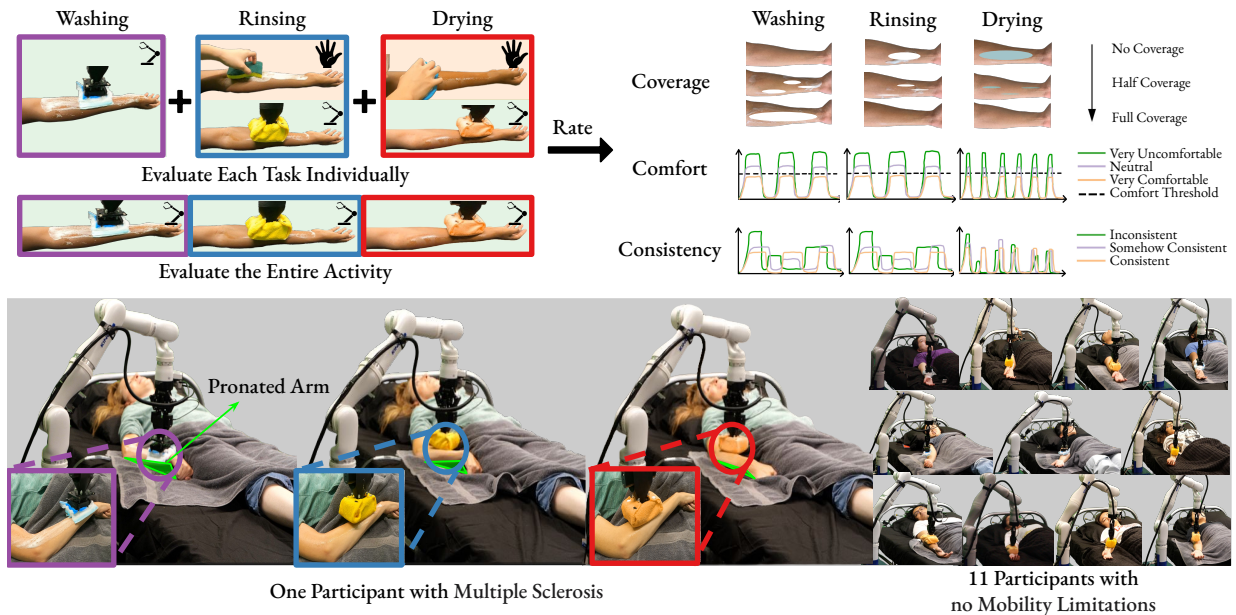 Washing
Rinsing
Drying
Evaluate Each Task Individually
Evaluate the Entire Activity
Rate
Washing
Rinsing
Drying
Coverage
No Coverage
Half Coverage
Full Coverage
Comfort
Very Uncomfortable
Neutral
Very Comfortable
Comfort Threshold
Consistency
Inconsistent
Somehow Consistent
Consistent
Pronated Arm
One Participant with Multiple Sclerosis
11 Participants with
no Mobility Limitations